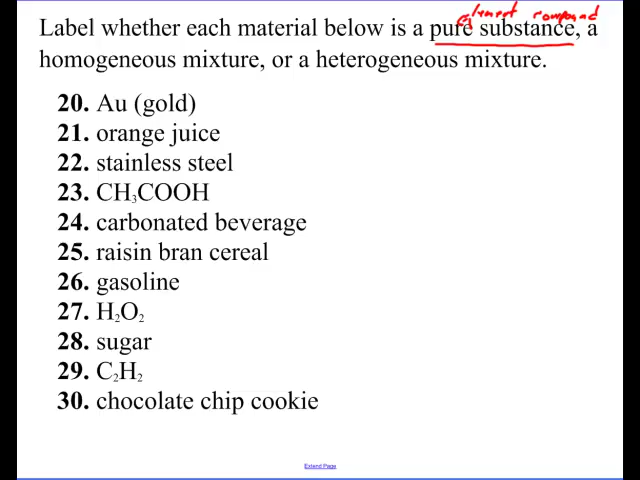 element compound
Label whether each material below is a pure substance, a
homogeneous mixture, or a heterogeneous mixture.
20. Au (gold)
21. orange juice
22. stainless steel
23. CH₃COOH
24. carbonated beverage
25. raisin bran cereal
26. gasoline
27. H₂O₂
28. sugar
29. C₂H₂
30. chocolate chip cookie
Extend Page